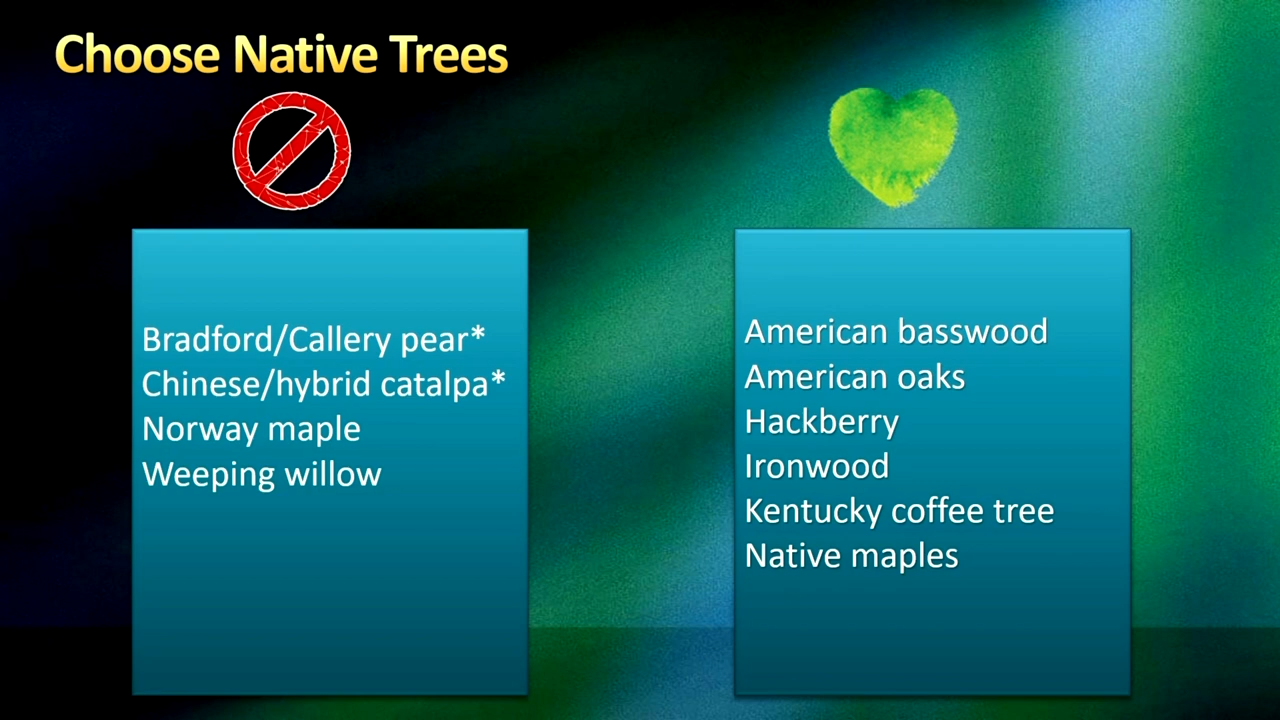 Choose Native Trees
Bradford/Callery pear*
Chinese/hybrid catalpa*
Norway maple
Weeping willow
American basswood
American oaks
Hackberry
Ironwood
Kentucky coffee tree
Native maples